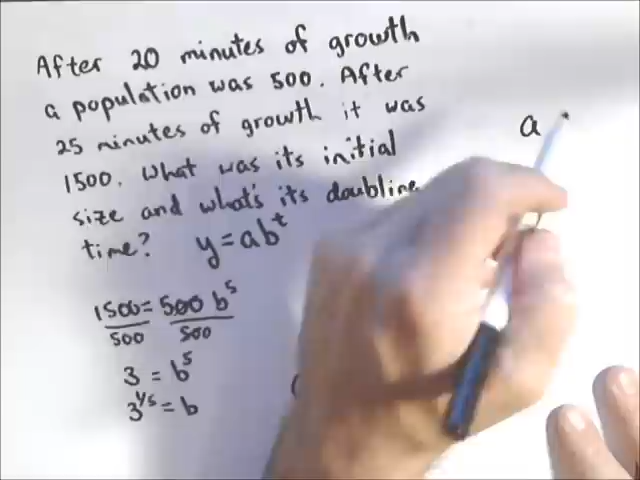 After 20 minutes of growth
a population was 500. After
25 minutes of growth it was
1500. What was its initial
size and what's its doubling
time? y = ab^t
1500 = 500 b^5
500 500
3 = b^5
3^1/5 = b
a